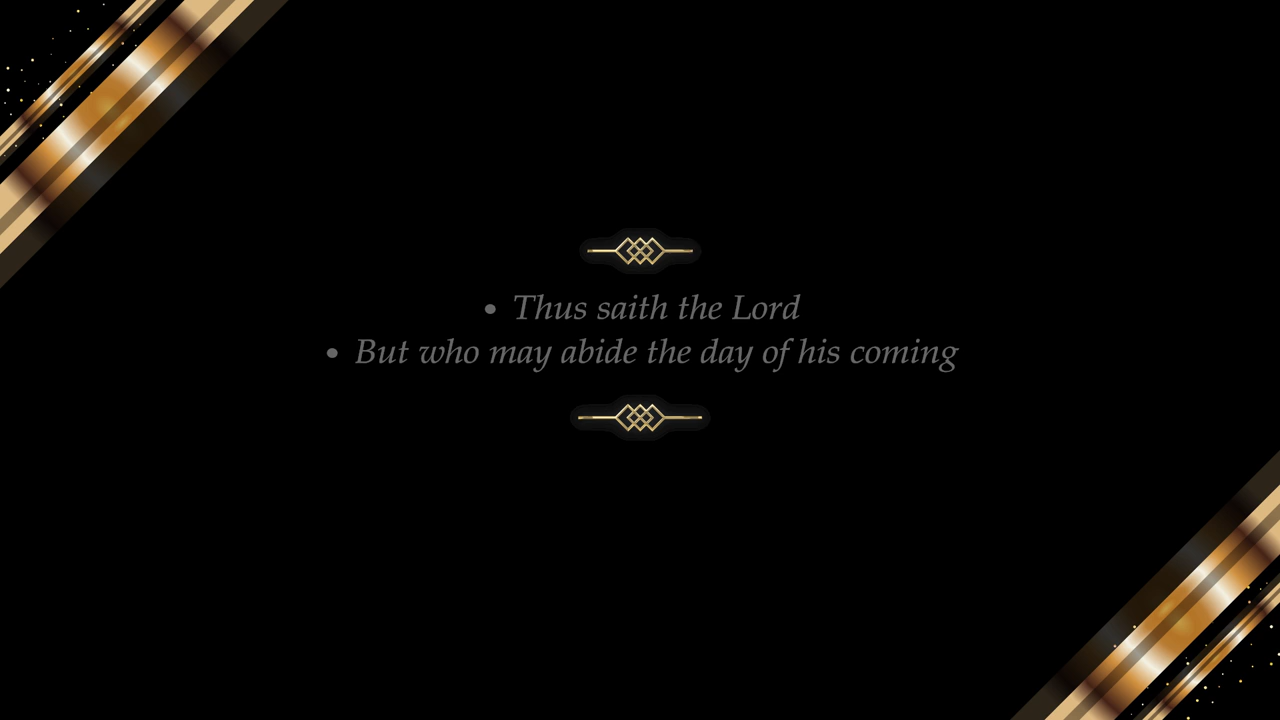 • Thus saith the Lord
• But who may abide the day of his coming